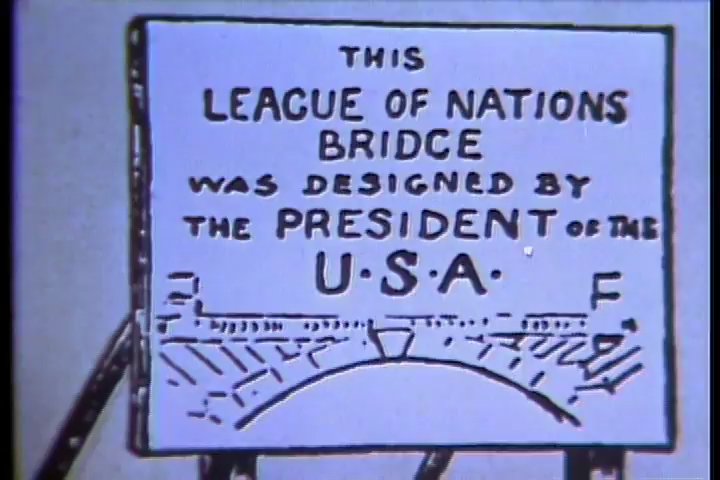 THIS
LEAGUE OF NATIONS
BRIDGE
WAS DESIGNED BY
THE PRESIDENT OF THE
U.S.A.